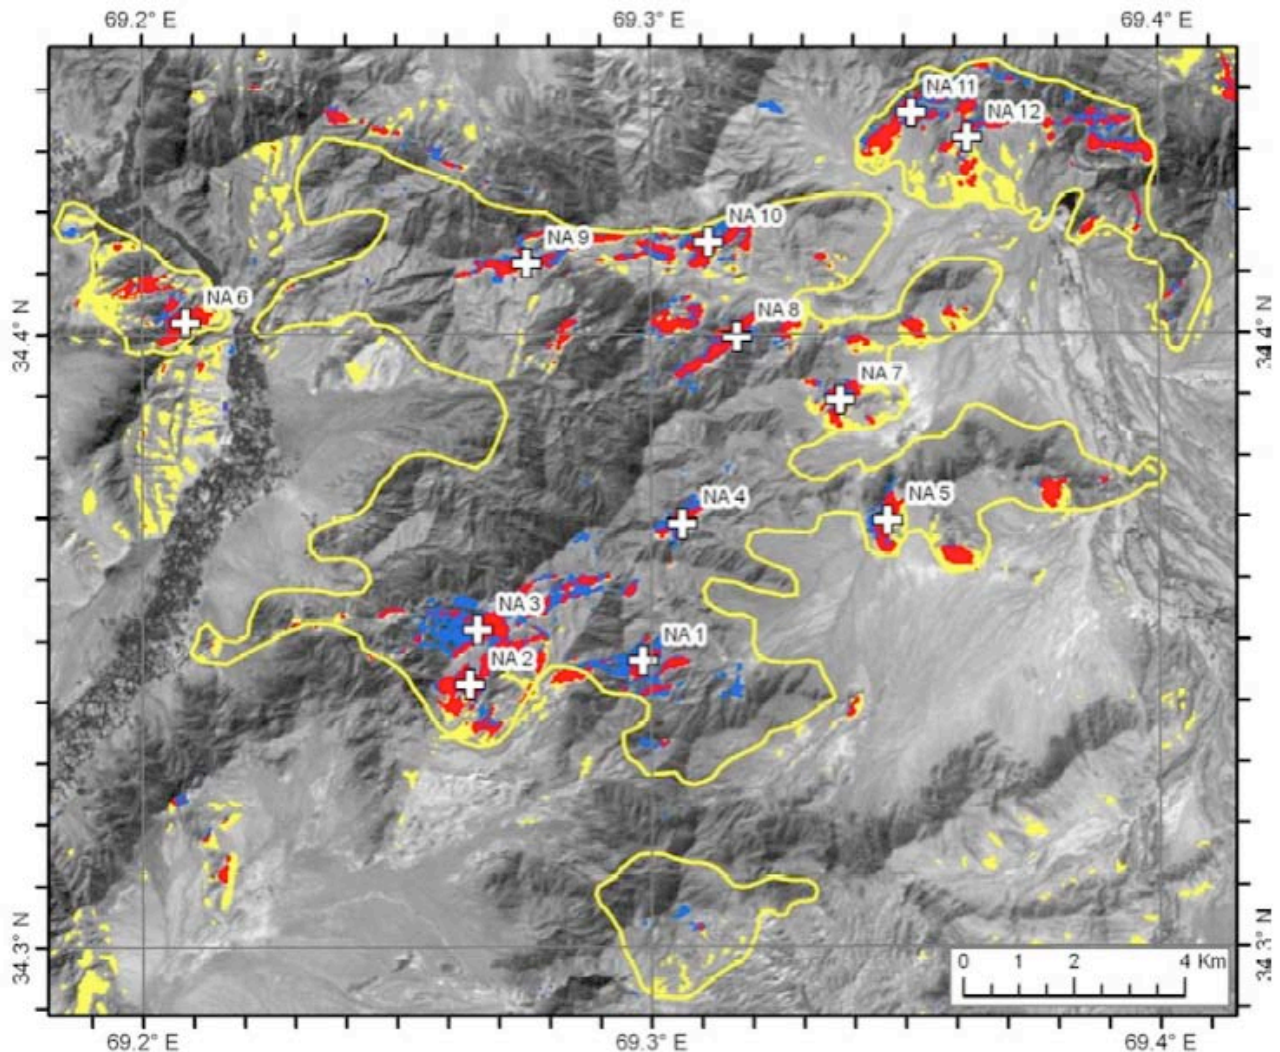 69.2° E 69.3° E 69.4° E
NA 11
NA 12
NA 10
NA 9
NA 6
NA 8
34.4° N 34.4° N
NA 7
NA 5
NA 4
NA 3
NA 1
NA 2
34.3° N 34.3° N
0 1 2 4 Km
69.2° E 69.3° E 69.4° E